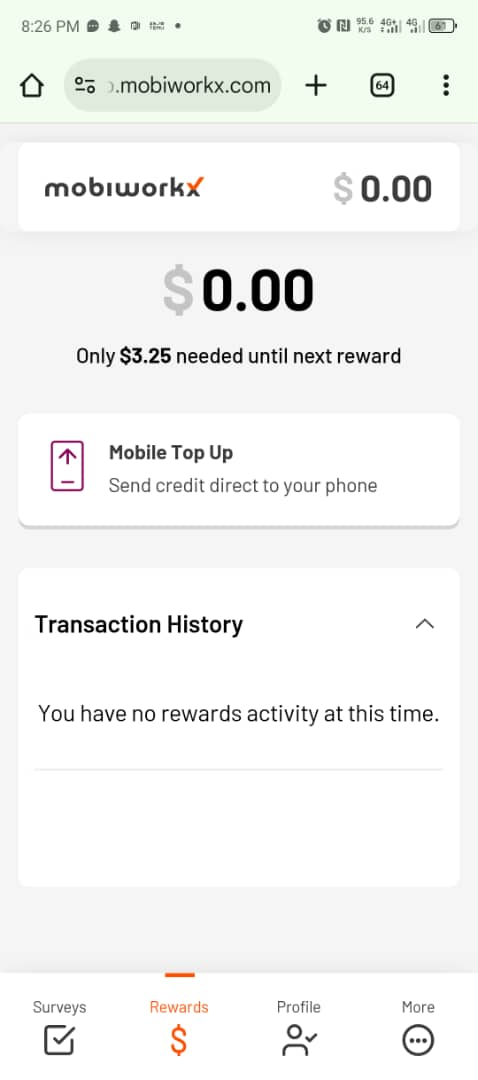 8:26 PM
95.6 K/S 4G+ 4G 67
.mobiworkx.com
64
mobiworkx
$ 0.00
$ 0.00
Only $3.25 needed until next reward
Mobile Top Up
Send credit direct to your phone
Transaction History
You have no rewards activity at this time.
Surveys
Rewards
Profile
More